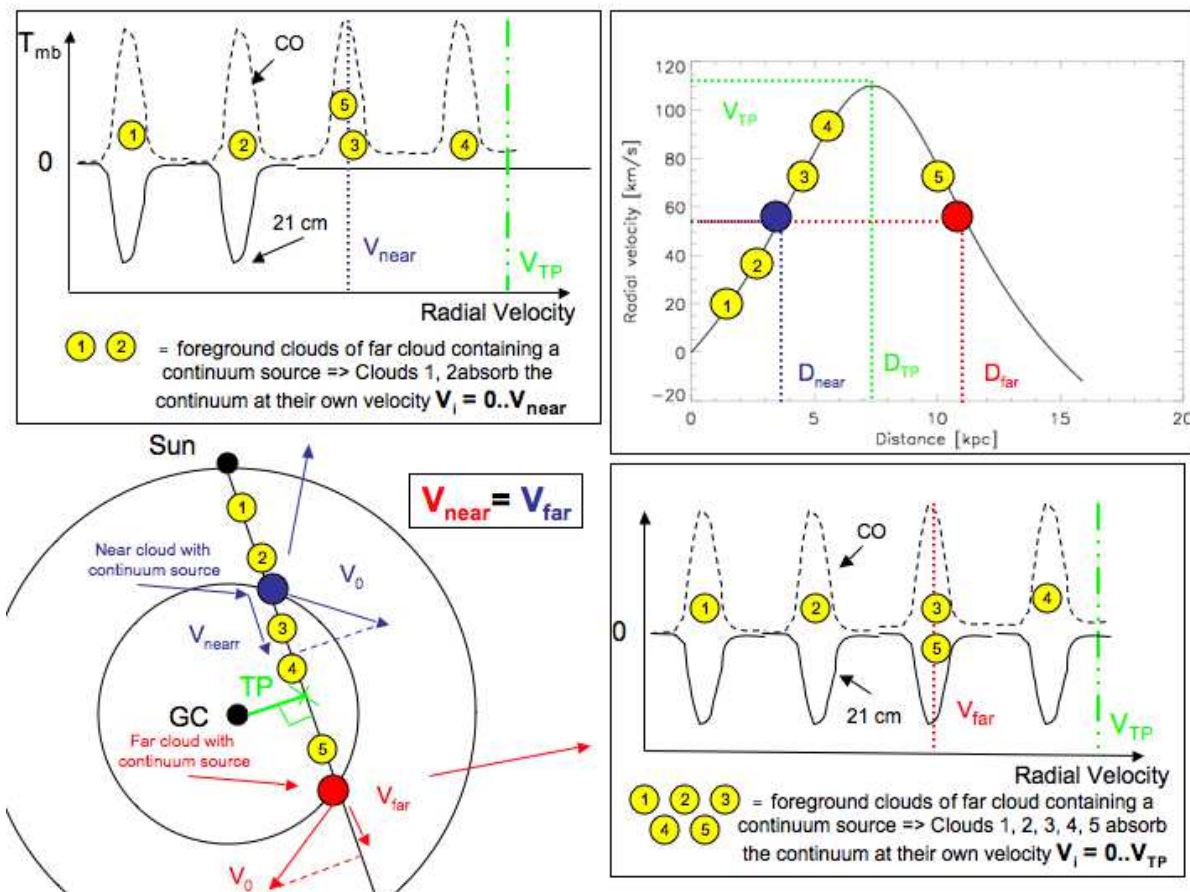 T_mb
CO
5
1
2
3
4
0
21 cm
V_near
V_TP
Radial Velocity
1 2 = foreground clouds of far cloud containing a
continuum source => Clouds 1, 2absorb the
continuum at their own velocity V_i = 0..V_near
120
100
80
60
40
20
0
−20
Radial velocity [km/s]
V_TP
4
3
5
2
1
D_near
D_TP
D_far
0
5
10
15
20
Distance [kpc]
Sun
V_near = V_far
1
Near cloud with
continuum source
2
V_0
3
V_nearr
4
TP
GC
5
Far cloud with
continuum source
V_far
V_0
CO
1
2
3
4
0
5
21 cm
V_far
V_TP
Radial Velocity
1 2 3 = foreground clouds of far cloud containing a
4 5 continuum source => Clouds 1, 2, 3, 4, 5 absorb
the continuum at their own velocity V_i = 0..V_TP